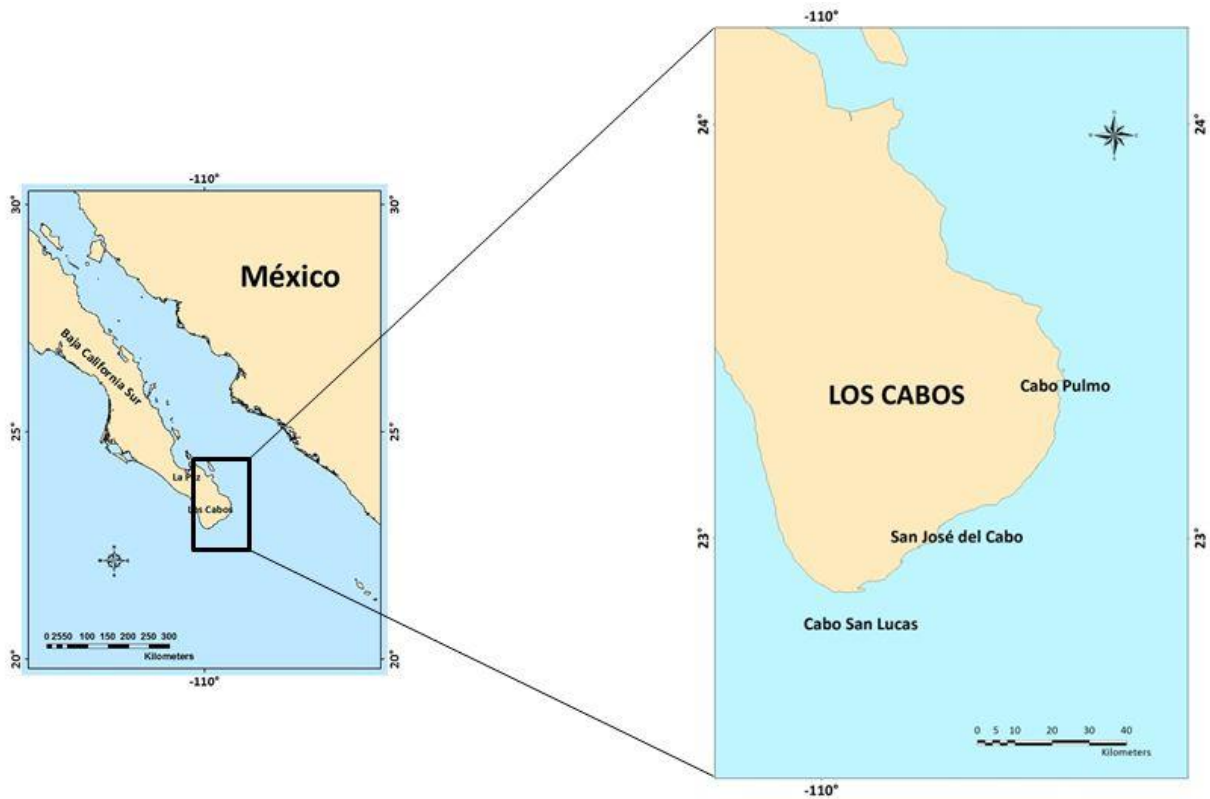 -110°
30°
30°
México
Baja California Sur
25°
25°
La Paz
Los Cabos
0 2550 100 150 200 250 300
Kilometers
20°
20°
-110°
-110°
24°
24°
LOS CABOS
Cabo Pulmo
23°
23°
San José del Cabo
Cabo San Lucas
0 5 10 20 30 40
Kilometers
-110°